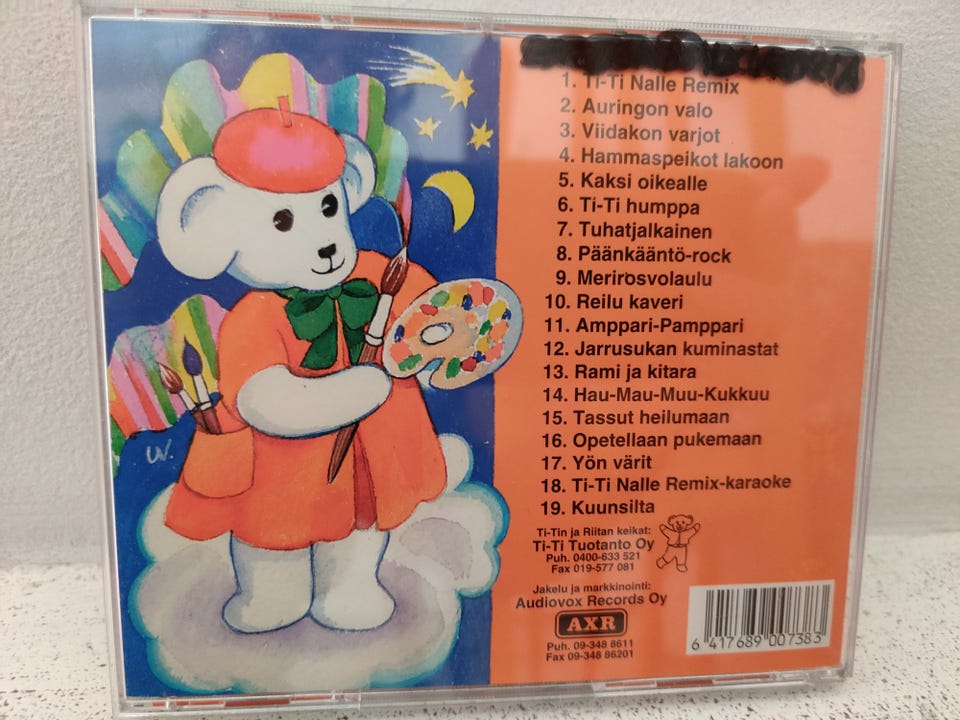 1. Ti-Ti Nalle Remix
2. Auringon valo
3. Viidakon varjot
4. Hammaspeikot lakoon
5. Kaksi oikealle
6. Ti-Ti humppa
7. Tuhatjalkainen
8. Päänkääntö-rock
9. Merirosvolaulu
10. Reilu kaveri
11. Amppari-Pamppari
12. Jarrusukan kuminastat
13. Rami ja kitara
14. Hau-Mau-Muu-Kukkuu
15. Tassut heilumaan
16. Opetellaan pukemaan
17. Yön värit
18. Ti-Ti Nalle Remix-karaoke
19. Kuunsilta
Ti-Tin ja Riitan keikat:
Ti-Ti Tuotanto Oy
Puh. 0400-633 521
Fax 019-577 081
Jakelu ja markkinointi:
Audiovox Records Oy
AXR
Puh. 09-348 8611
Fax 09-348 86201
6 417689 007383